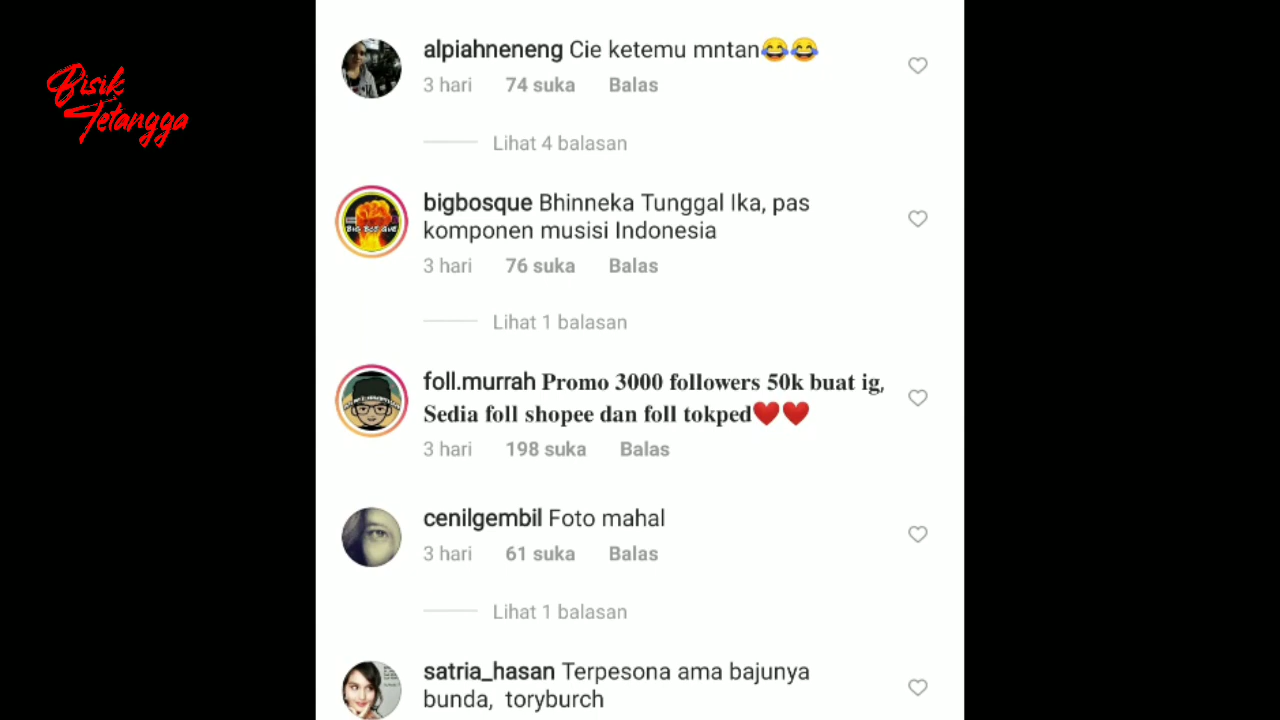 Bisik
Tetangga
alpiahneneng Cie ketemu mntan😂😂
3 hari 74 suka Balas
Lihat 4 balasan
bigbosque Bhinneka Tunggal Ika, pas
komponen musisi Indonesia
3 hari 76 suka Balas
Lihat 1 balasan
foll.murrah Promo 3000 followers 50k buat ig,
Sedia foll shopee dan foll tokped❤️❤️
3 hari 198 suka Balas
cenilgembil Foto mahal
3 hari 61 suka Balas
Lihat 1 balasan
satria_hasan Terpesona ama bajunya
bunda, toryburch
BIG BOS QUE